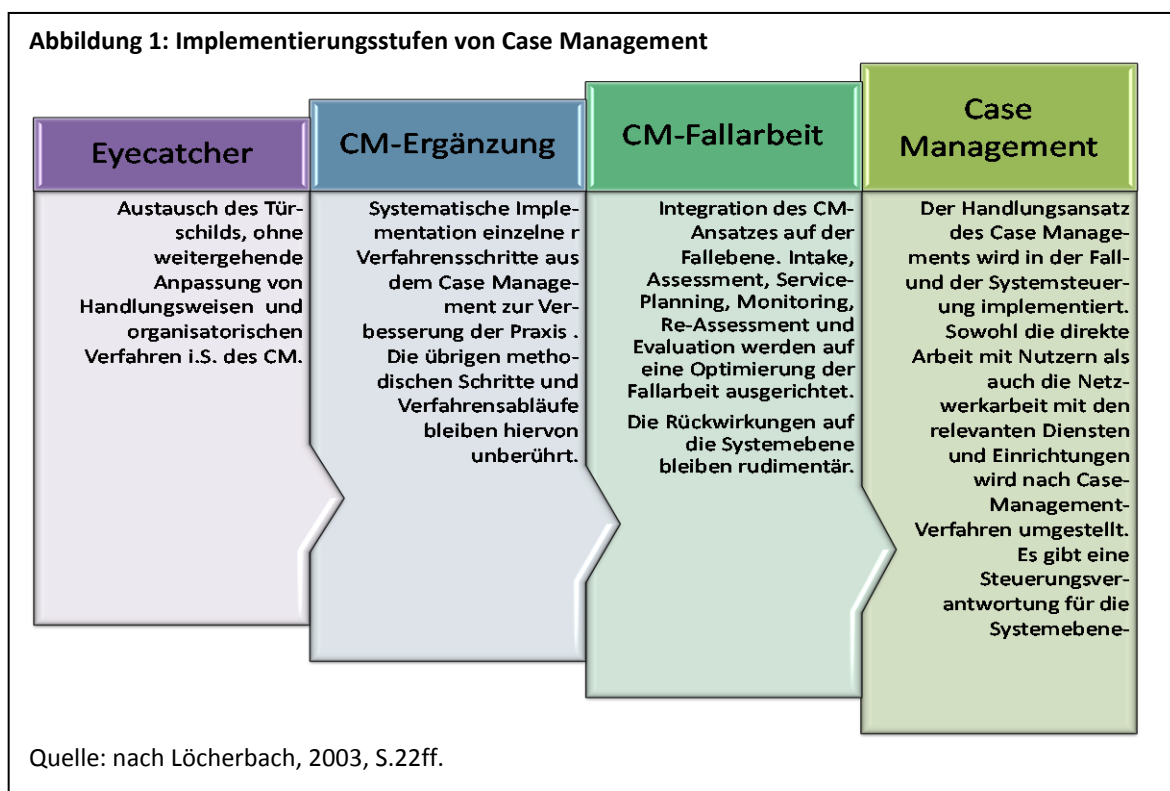 Abbildung 1: Implementierungsstufen von Case Management
Eyecatcher
Austausch des Tür-
schilds, ohne
weitergehende
Anpassung von
Handlungsweisen und
organisatorischen
Verfahren i.S. des CM.
CM-Ergänzung
Systematische Imple-
mentation einzelne r
Verfahrensschritte aus
dem Case Manage-
ment zur Ver-
besserung der Praxis .
Die übrigen metho-
dischen Schritte und
Verfahrensabläufe
bleiben hiervon
unberührt.
CM-Fallarbeit
Integration des CM-
Ansatzes auf der
Fallebene. Intake,
Assessment, Service-
Planning, Monitoring,
Re-Assessment und
Evaluation werden auf
eine Optimierung der
Fallarbeit ausgerichtet.
Die Rückwirkungen auf
die Systemebene
bleiben rudimentär.
Case
Management
Der Handlungsansatz
des Case Manage-
ments wird in der Fall-
und der Systemsteuer-
ung implementiert.
Sowohl die direkte
Arbeit mit Nutzern als
auch die Netz-
werkarbeit mit den
relevanten Diensten
und Einrichtungen
wird nach Case-
Management-
Verfahren umgestellt.
Es gibt eine
Steuerungsver-
antwortung für die
Systemebene-
Quelle: nach Löcherbach, 2003, S.22ff.